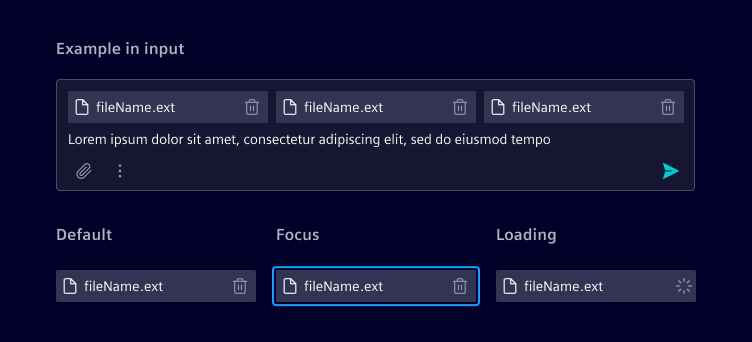 Example in input
fileName.ext fileName.ext fileName.ext
Lorem ipsum dolor sit amet, consectetur adipiscing elit, sed do eiusmod tempo
Default Focus Loading
fileName.ext fileName.ext fileName.ext